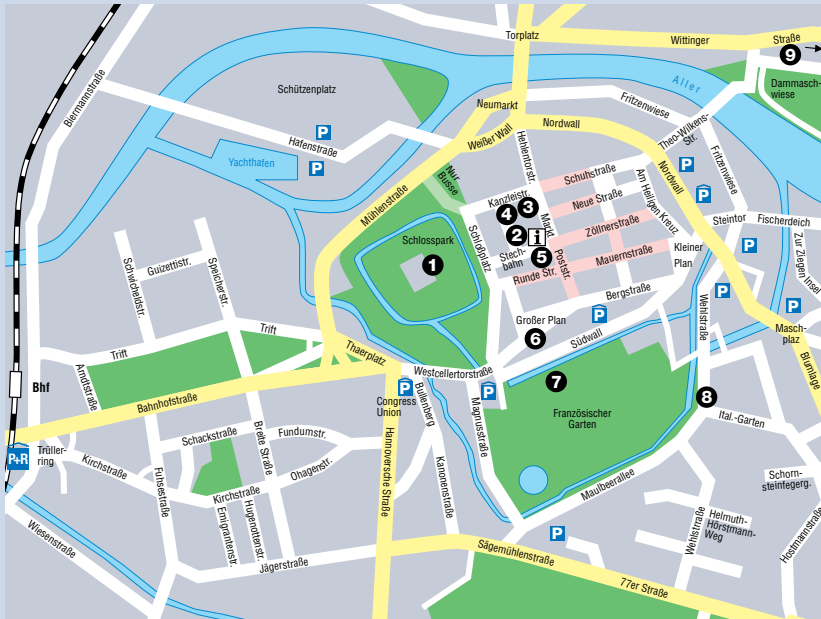 Torplatz
Wittinger
Straße
9
Aller
Dammasch-
wiese
Biermannstraße
Schützenplatz
Neumarkt
Fritzenwiese
Nordwall
Weißer Wall
Theo-Wilkens-
Str.
P
Hafenstraße
P
Yachthafen
Hehlentorstr.
Nur
Busse
Mühlenstraße
Schuhstraße
P
P
Nordwall
Fritzenwiese
Kanzleistr.
3
4
Neue Straße
Am Heiligen Kreuz
Markt
Zöllnerstraße
Steintor
Fischerdeich
2
i
Schloßplatz
Schlosspark
1
Stech-
bahn
5
Poststr.
Mauernstraße
Kleiner
Plan
P
Zur Ziegen Insel
Runde Str.
Guizettistr.
Schwicheldtstr.
Speicherstr.
Bergstraße
P
P
P
Wehlstraße
Großer Plan
6
Südwall
Masch-
plaz
Blumlage
Trift
Trift
Thaerplatz
Westcellertorstraße
7
Bhf
Arndtstraße
Bahnhofstraße
P
Congress
Union
Bullenberg
P
Magnusstraße
8
Französischer
Garten
Ital.-Garten
P+R
Trüller-
ring
Kirchstraße
Schackstraße
Breite Straße
Fundumstr.
Ohagenstr.
Hannoversche Straße
Kanonenstraße
Fuhsestraße
Kirchstraße
Emigrantenstr.
Hugenottenstr.
Maulbeerallee
Schorn-
steinfegerg.
Helmuth-
Hörstmann-
Weg
Wehlstraße
Hostmannstraße
Wiesenstraße
Jägerstraße
P
Sägemühlenstraße
77er Straße